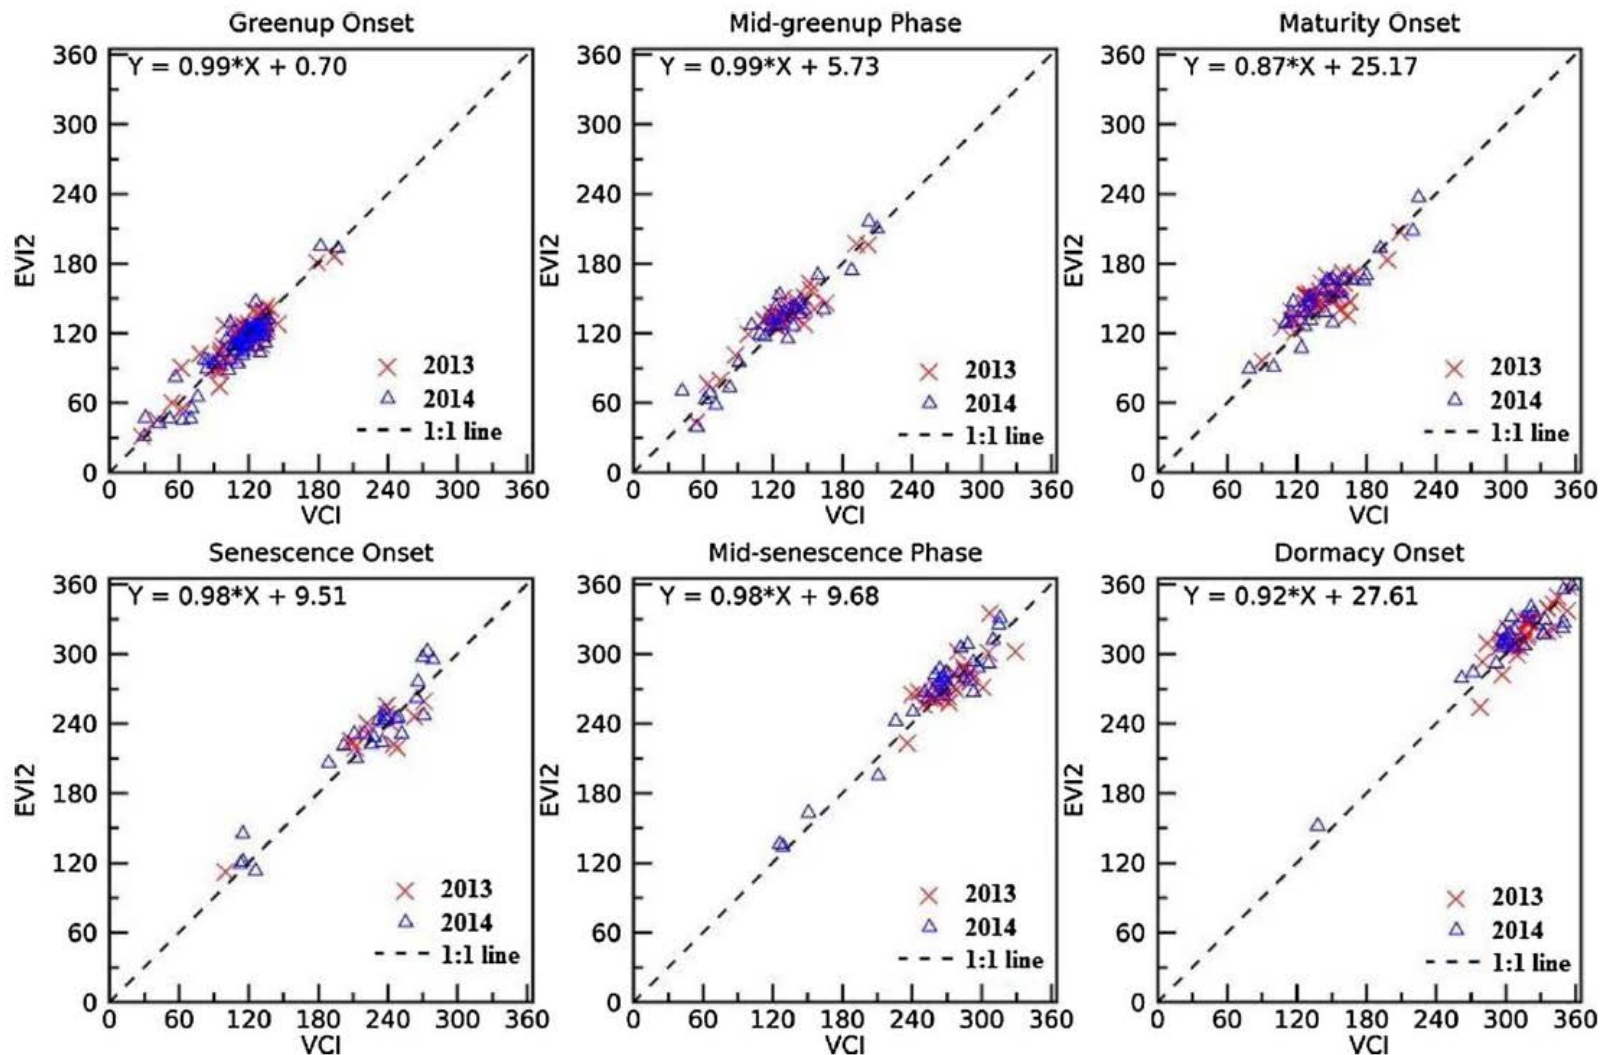 Greenup Onset
Y = 0.99*X + 0.70
360
300
240
180
120
60
0
EVI2
2013
2014
1:1 line
0 60 120 180 240 300 360
VCI
Mid-greenup Phase
Y = 0.99*X + 5.73
360
300
240
180
120
60
0
EVI2
2013
2014
1:1 line
0 60 120 180 240 300 360
VCI
Maturity Onset
Y = 0.87*X + 25.17
360
300
240
180
120
60
0
EVI2
2013
2014
1:1 line
0 60 120 180 240 300 360
VCI
Senescence Onset
Y = 0.98*X + 9.51
360
300
240
180
120
60
0
EVI2
2013
2014
1:1 line
0 60 120 180 240 300 360
VCI
Mid-senescence Phase
Y = 0.98*X + 9.68
360
300
240
180
120
60
0
EVI2
2013
2014
1:1 line
0 60 120 180 240 300 360
VCI
Dormacy Onset
Y = 0.92*X + 27.61
360
300
240
180
120
60
0
EVI2
2013
2014
1:1 line
0 60 120 180 240 300 360
VCI